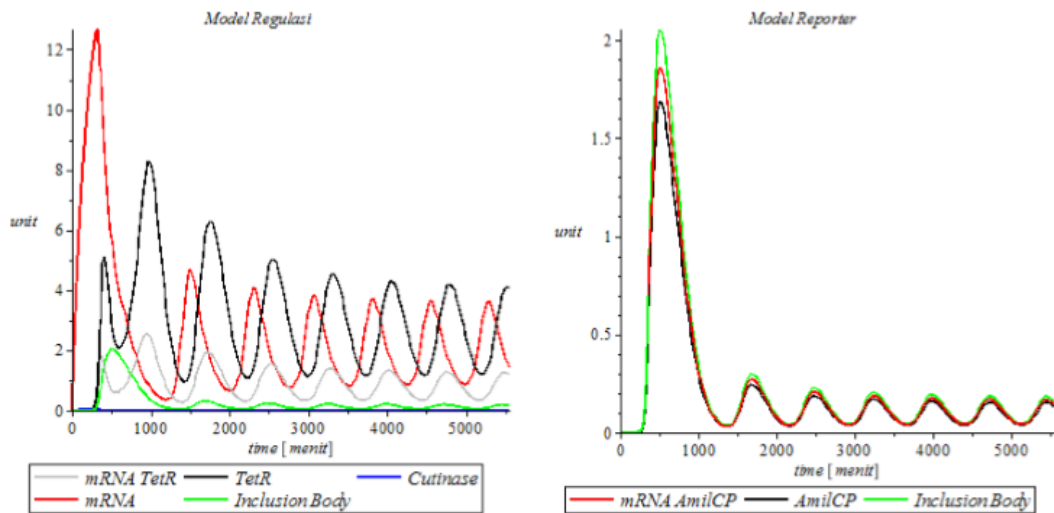 Model Regulasi
12
10
8
6
4
2
0
unit
0 1000 2000 3000 4000 5000
time [ menit]
mRNA TetR TetR Cutinase
mRNA Inclusion Body
Model Reporter
2
1.5
1
0.5
0
unit
0 1000 2000 3000 4000 5000
time [ menit]
mRNA AmilCP AmilCP Inclusion Body